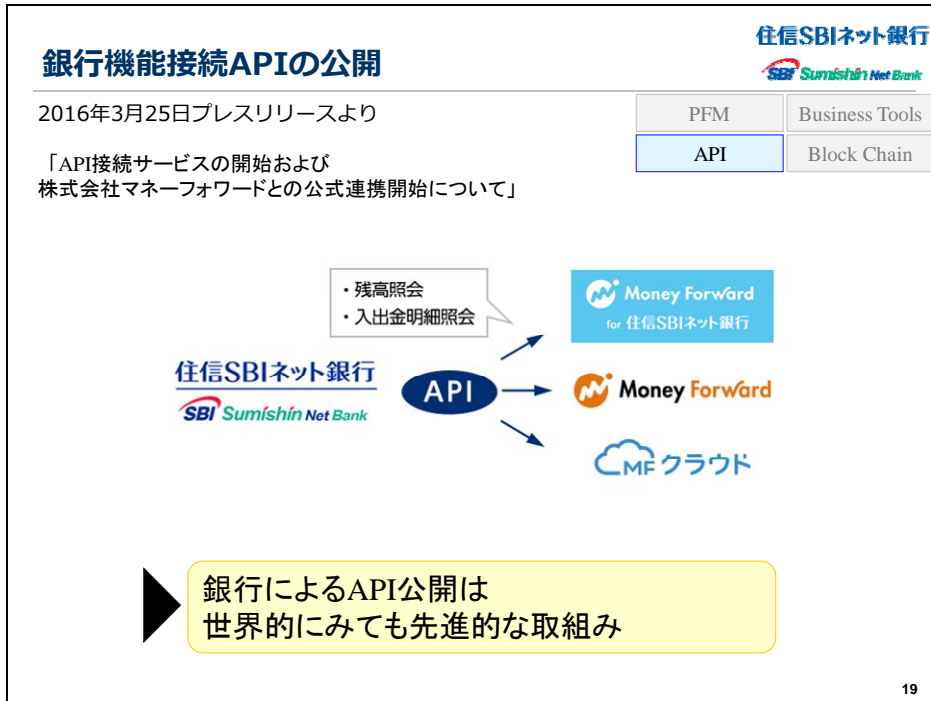 銀行機能接続APIの公開
住信SBIネット銀行
SBI Sumishin Net Bank
2016年3月25日プレスリリースより
PFM
Business Tools
API
Block Chain
「API接続サービスの開始および
株式会社マネーフォワードとの公式連携開始について」
・残高照会
・入出金明細照会
Money Forward
for 住信SBIネット銀行
住信SBIネット銀行
SBI Sumishin Net Bank
API
Money Forward
MFクラウド
銀行によるAPI公開は
世界的にみても先進的な取組み
19